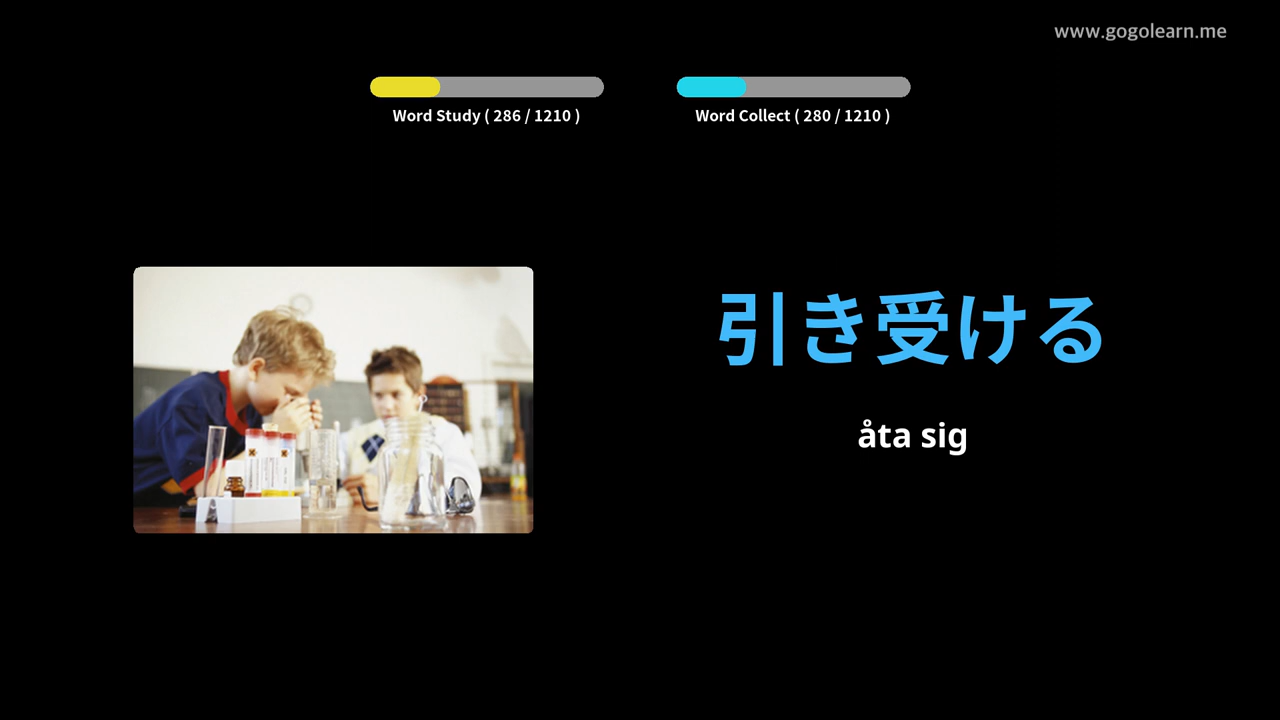 www.gogolearn.me
Word Study ( 286 / 1210 )
Word Collect ( 280 / 1210 )
引き受ける
åta sig